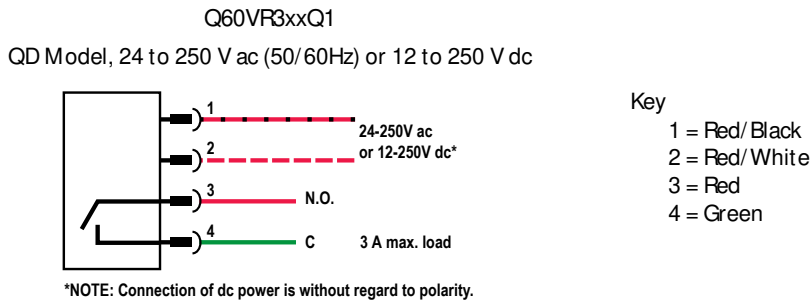 Q60VR3xxQ1
QD Model, 24 to 250 V ac (50/60Hz) or 12 to 250 V dc
1
24-250V ac
or 12-250V dc*
2
3
N.O.
4
C
3 A max. load
*NOTE: Connection of dc power is without regard to polarity.
Key
1 = Red/Black
2 = Red/White
3 = Red
4 = Green